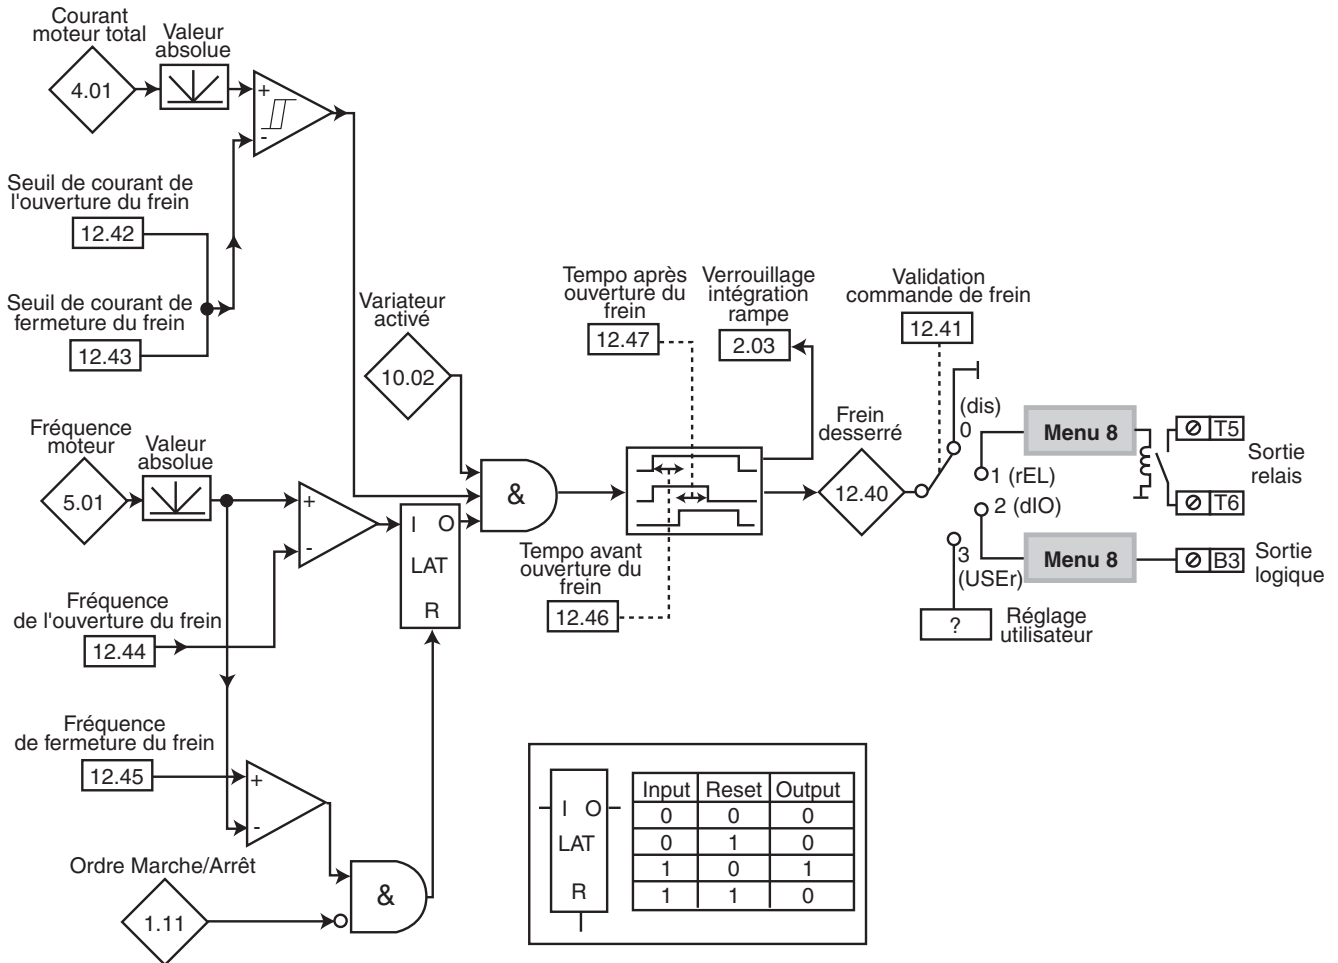 Courant
moteur total
4.01
Valeur
absolue
+
-
Seuil de courant de
l'ouverture du frein
12.42
Seuil de courant de
fermeture du frein
12.43
Variateur
activé
10.02
Tempo après
ouverture du
frein
12.47
Verrouillage
intégration
rampe
2.03
Validation
commande de frein
12.41
Fréquence
moteur
5.01
Valeur
absolue
+
-
I O
LAT
R
&
Tempo avant
ouverture du
frein
12.46
Frein
desserré
12.40
(dis)
0
1 (rEL)
2 (dIO)
3
(USEr)
Menu 8
T5
Sortie
relais
T6
Menu 8
B3
Sortie
logique
?
Réglage
utilisateur
Fréquence
de l'ouverture du frein
12.44
Fréquence
de fermeture du frein
12.45
+
-
Ordre Marche/Arrêt
1.11
&
I O
LAT
R
Input Reset Output
0 0 0
0 1 0
1 0 1
1 1 0